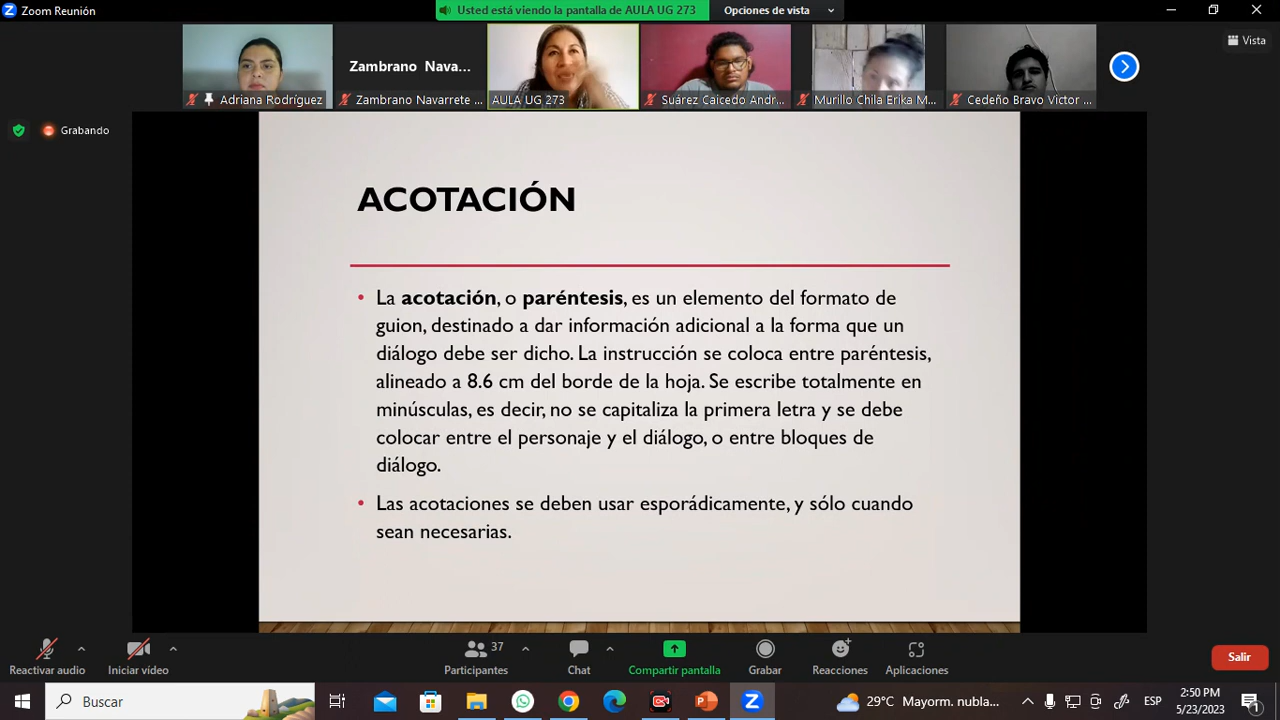 Zoom Reunión
Usted está viendo la pantalla de AULA UG 273
Opciones de vista
Vista
Zambrano Nava...
Adriana Rodríguez
Zambrano Navarrete ...
AULA UG 273
Suárez Caicedo Andr...
Murillo Chila Erika M...
Cedeño Bravo Victor ...
Grabando
ACOTACIÓN
• La acotación, o paréntesis, es un elemento del formato de
guion, destinado a dar información adicional a la forma que un
diálogo debe ser dicho. La instrucción se coloca entre paréntesis,
alineado a 8.6 cm del borde de la hoja. Se escribe totalmente en
minúsculas, es decir, no se capitaliza la primera letra y se debe
colocar entre el personaje y el diálogo, o entre bloques de
diálogo.
• Las acotaciones se deben usar esporádicamente, y sólo cuando
sean necesarias.
37
Reactivar audio
Iniciar vídeo
Participantes
Chat
Compartir pantalla
Grabar
Reacciones
Aplicaciones
Salir
Buscar
29°C Mayorm. nubla...
ESP
2:50 PM
5/23/2023
1